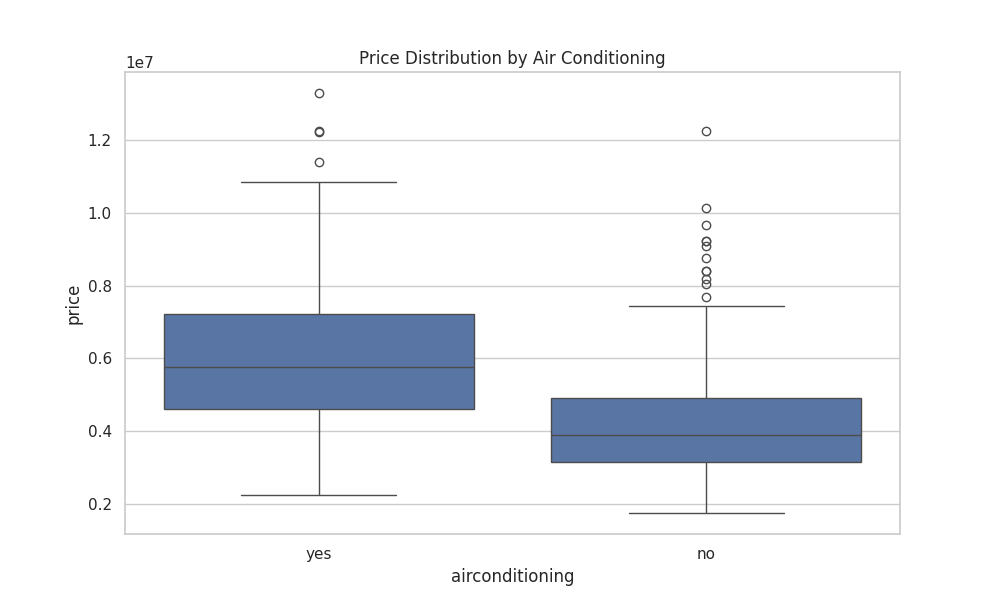 Price Distribution by Air Conditioning
1e7
1.2
1.0
0.8
0.6
0.4
0.2
price
yes no
airconditioning